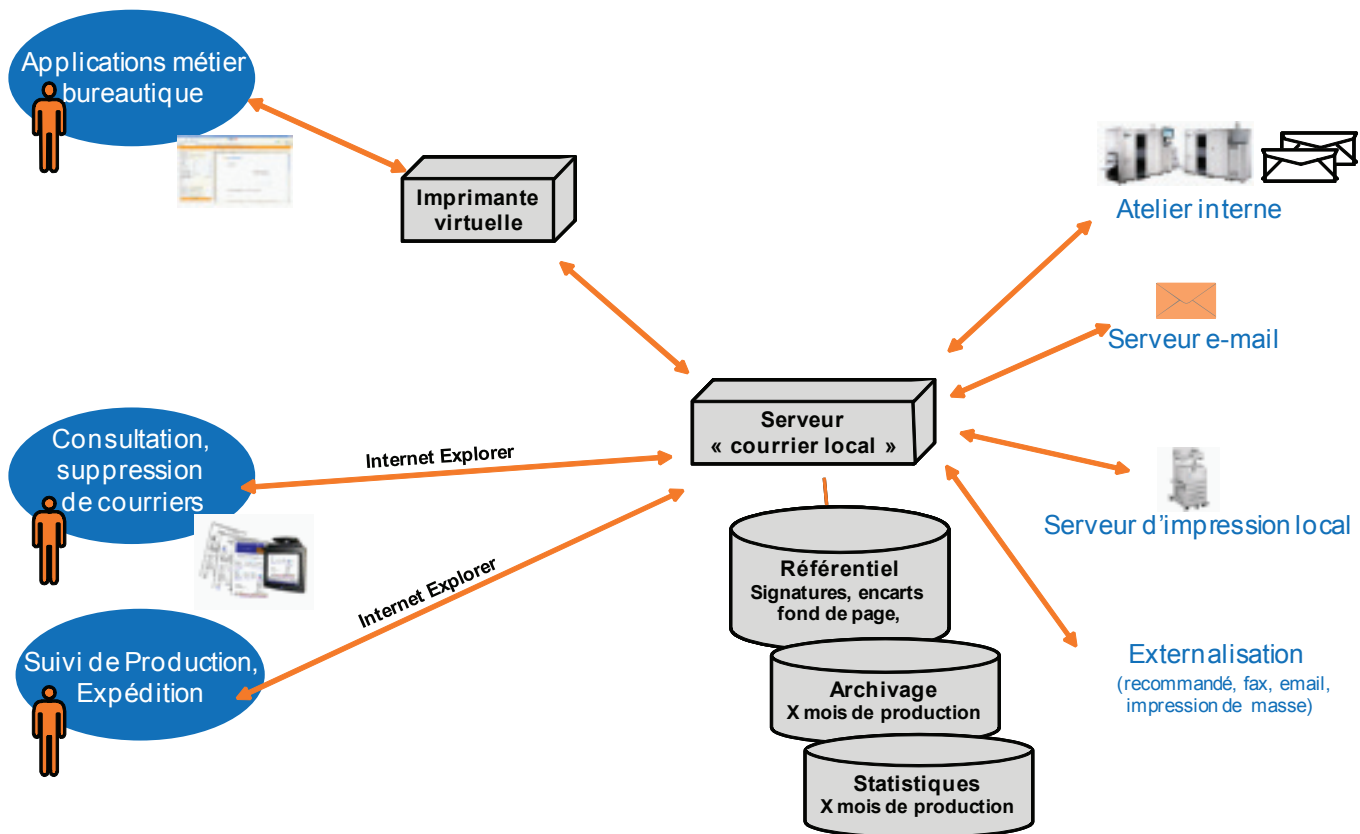 Applications métier
bureautique
Imprimante
virtuelle
Atelier interne
Serveur e-mail
Serveur
« courrier local »
Consultation,
suppression
de courriers
Internet Explorer
Serveur d'impression local
Internet Explorer
Référentiel
Signatures, encarts
fond de page,
Suivi de Production,
Expédition
Externalisation
(recommandé, fax, email,
impression de masse)
Archivage
X mois de production
Statistiques
X mois de production